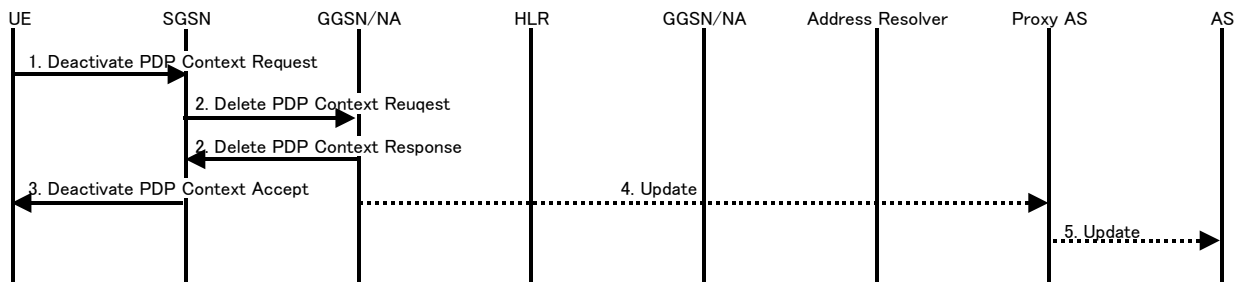 UE SGSN GGSN/NA HLR GGSN/NA Address Resolver Proxy AS AS
1. Deactivate PDP Context Request
2. Delete PDP Context Reuqest
2. Delete PDP Context Response
3. Deactivate PDP Context Accept
4. Update
5. Update